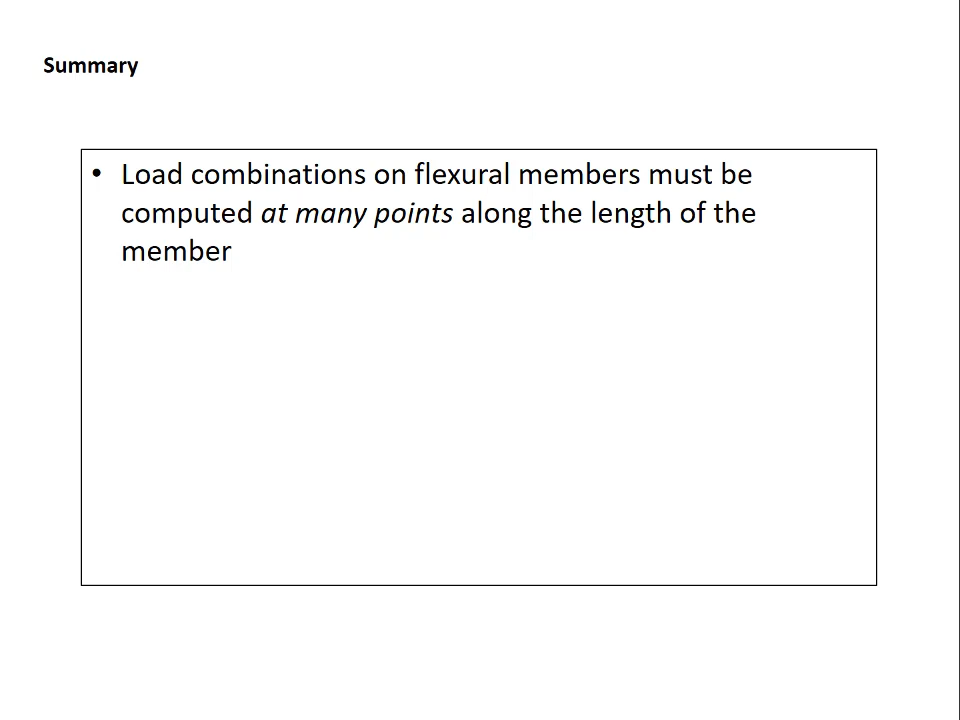 Summary
• Load combinations on flexural members must be
computed at many points along the length of the
member